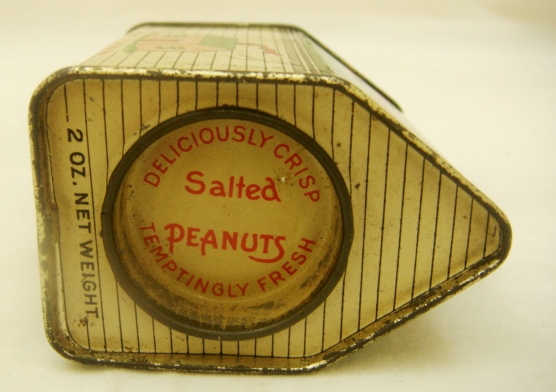 DELICIOUSLY CRISP
Salted
PEANUTS
TEMPTINGLY FRESH
2 OZ. NET WEIGHT